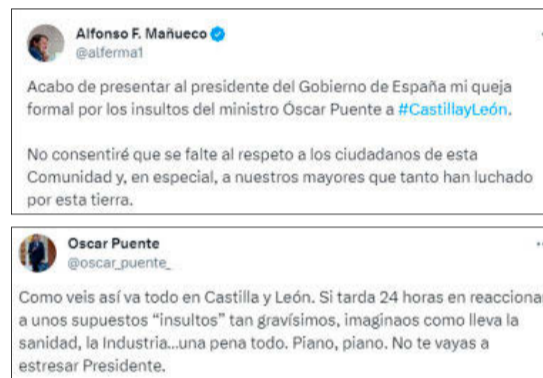 Alfonso F. Mañueco
@alferma1
Acabo de presentar al presidente del Gobierno de España mi queja
formal por los insultos del ministro Óscar Puente a #CastillayLeón.
No consentiré que se falte al respeto a los ciudadanos de esta
Comunidad y, en especial, a nuestros mayores que tanto han luchado
por esta tierra.
Oscar Puente
@oscar_puente_
Como veis así va todo en Castilla y León. Si tarda 24 horas en reacciona
a unos supuestos “insultos” tan gravísimos, imaginaos como lleva la
sanidad, la Industria...una pena todo. Piano, piano. No te vayas a
estresar Presidente.